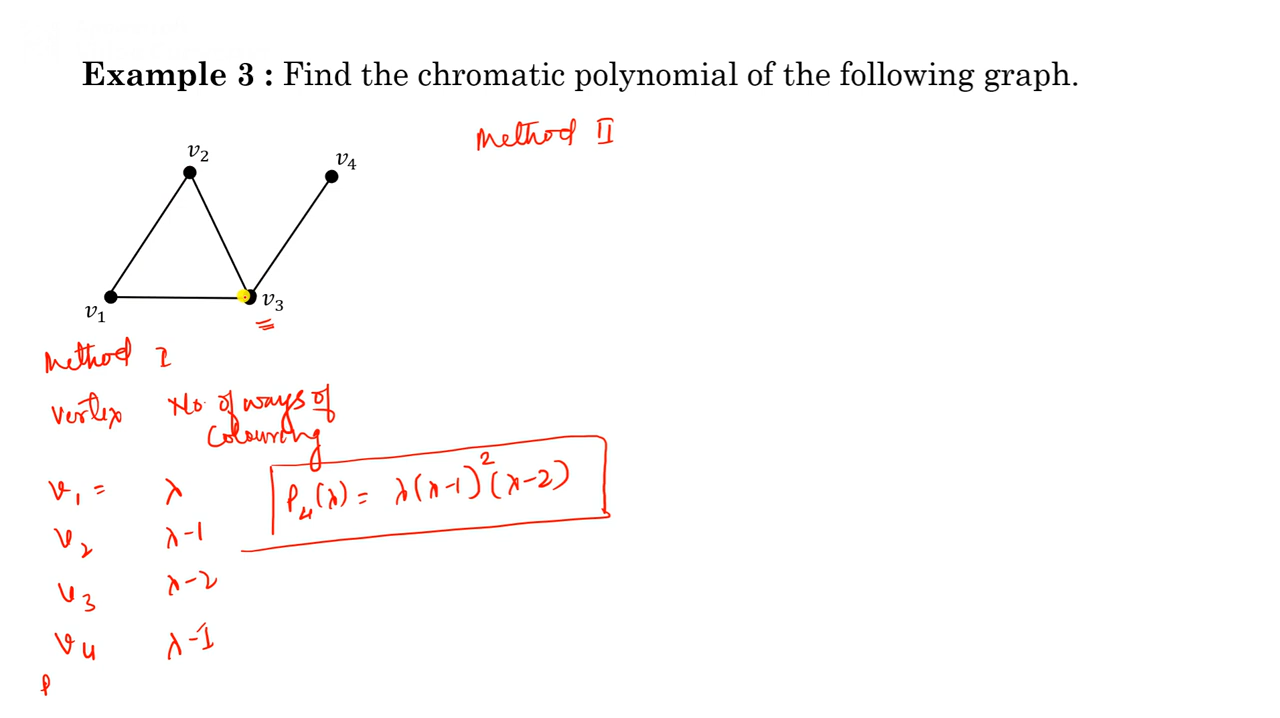 Example 3 : Find the chromatic polynomial of the following graph.
Method II
v2
v4
v1
v3
Method I
Vertex No. of ways of
Colouring
v1 = λ
P4(λ) = λ(λ-1)^2(λ-2)
v2 λ-1
v3 λ-2
v4 λ-1
P